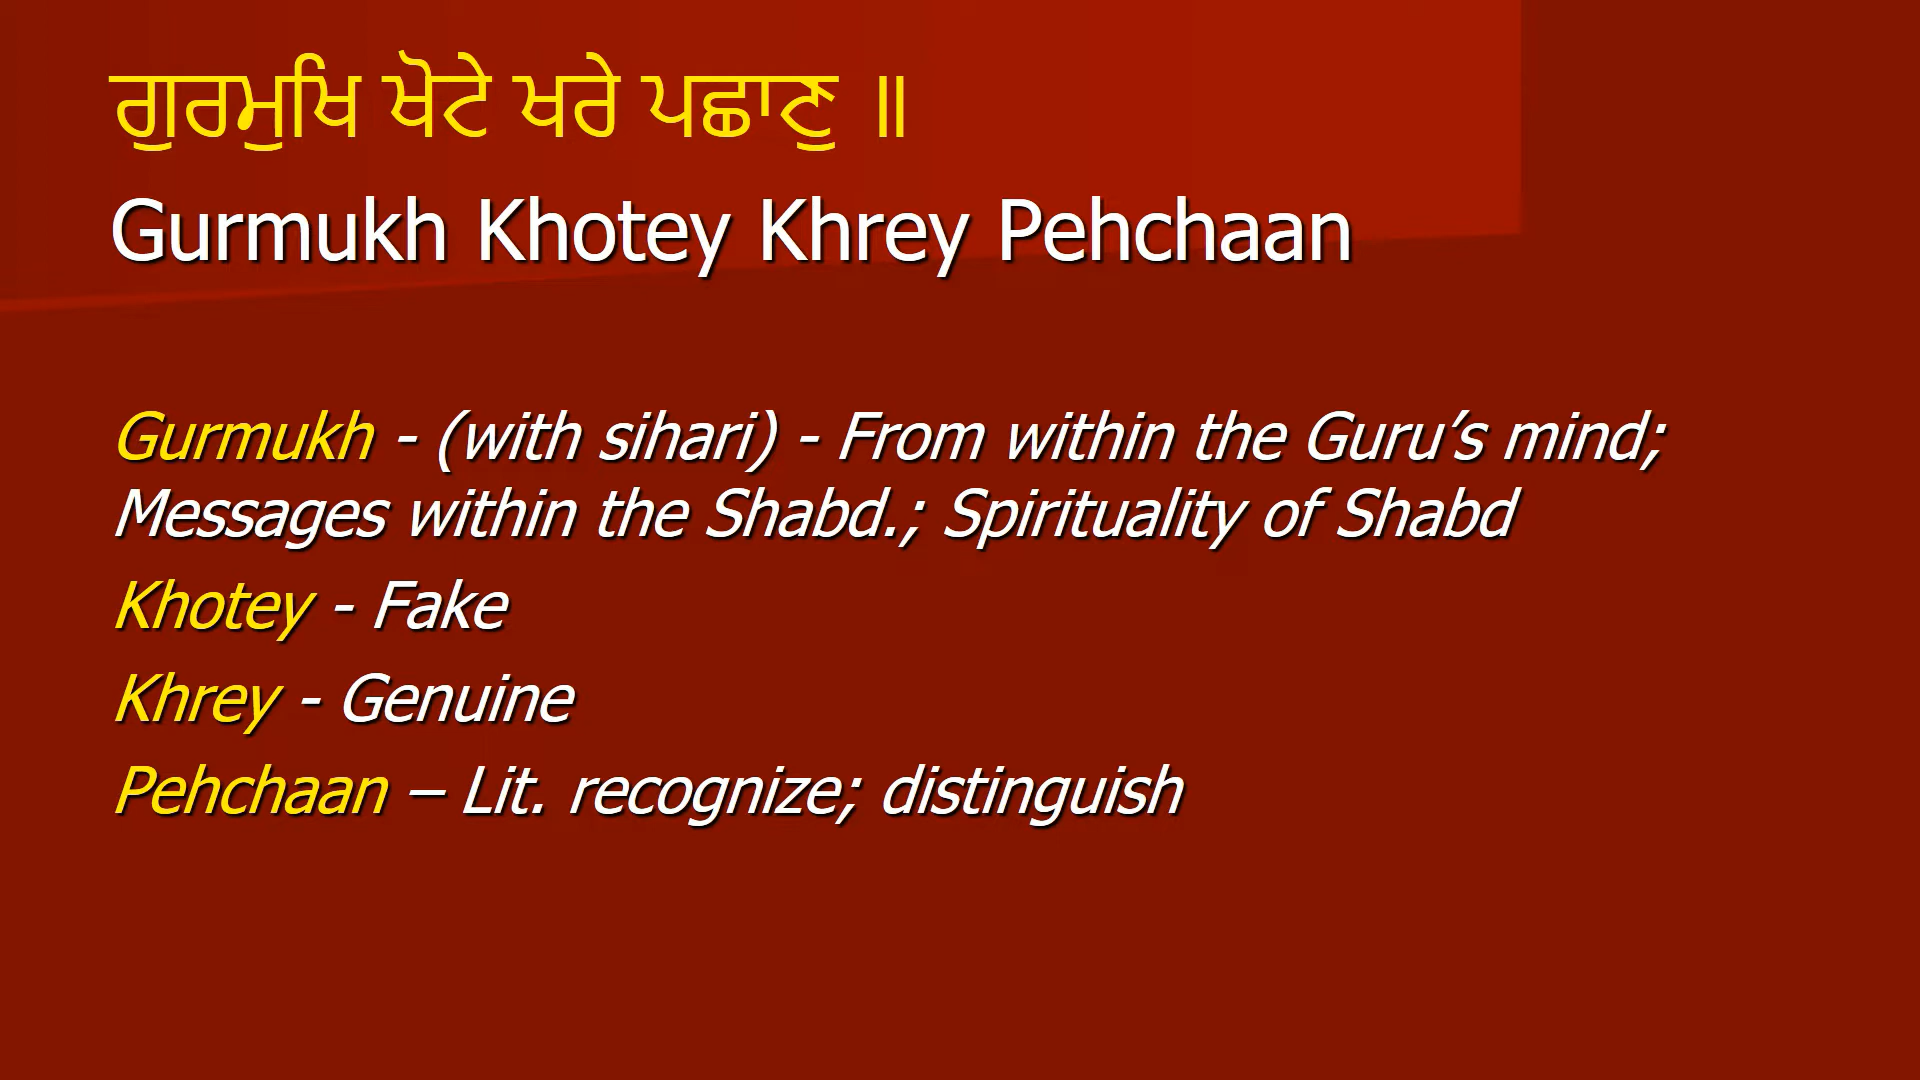 ਗੁਰਮੁਖਿ ਖੋਟੇ ਖਰੇ ਪਛਾਣੁ ॥
Gurmukh Khotey Khrey Pehchaan
Gurmukh - (with sihari) - From within the Guru’s mind;
Messages within the Shabd.; Spirituality of Shabd
Khotey - Fake
Khrey - Genuine
Pehchaan – Lit. recognize; distinguish